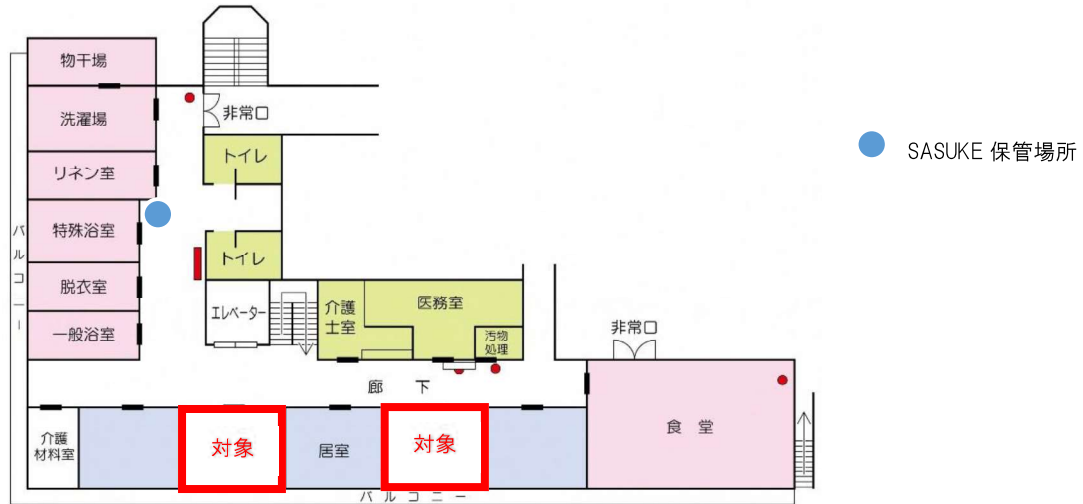 物干場
洗濯場
非常口
SASUKE 保管場所
トイレ
リネン室
特殊浴室
バルコニー
トイレ
脱衣室
エレベーター
介護
士室
医務室
一般浴室
汚物
処理
非常口
廊下
介護
材料室
対象
居室
対象
食堂
バルコニー